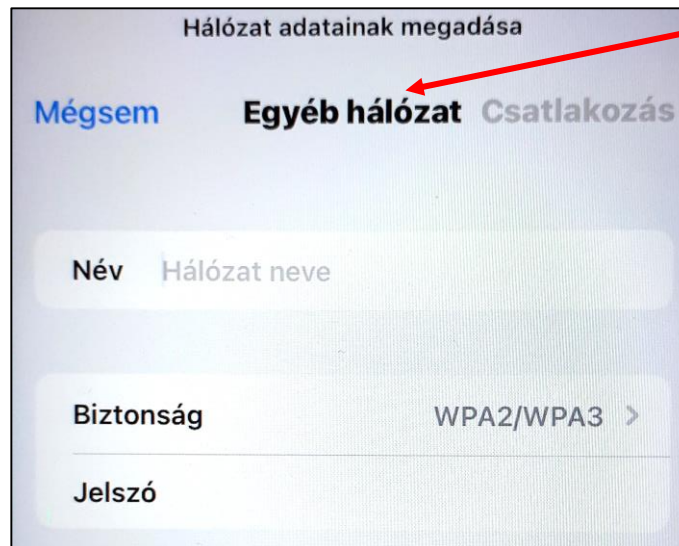 Hálózat adatainak megadása
Mégsem Egyéb hálózat Csatlakozás
Név Hálózat neve
Biztonság WPA2/WPA3
Jelszó